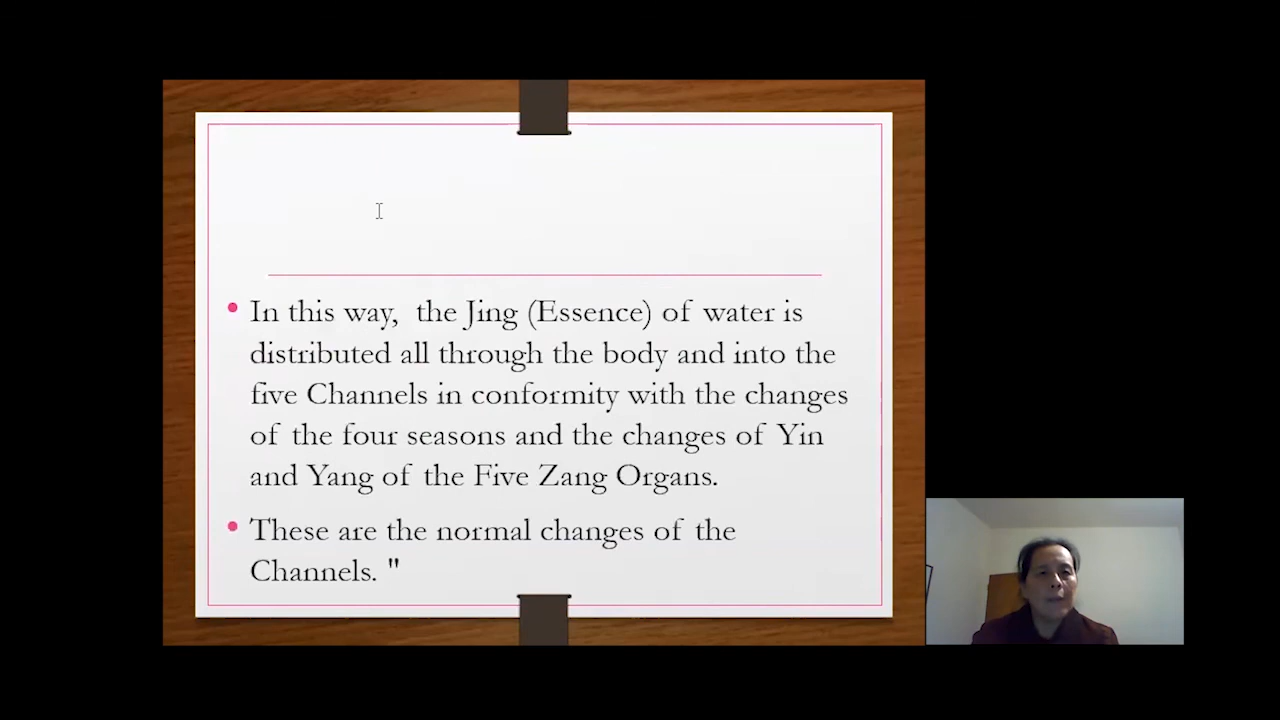 In this way,  the Jing (Essence) of water is
distributed all through the body and into the
five Channels in conformity with the changes
of the four seasons and the changes of Yin
and Yang of the Five Zang Organs.
These are the normal changes of the
Channels. "